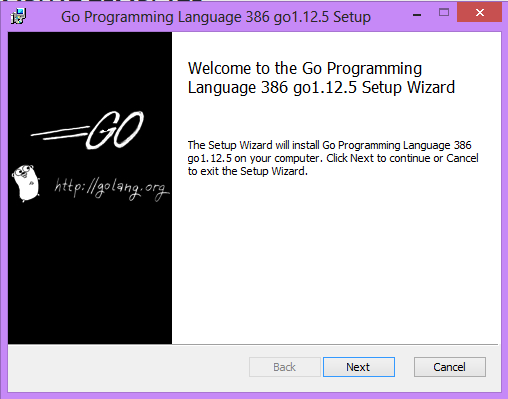 Go Programming Language 386 go1.12.5 Setup
Welcome to the Go Programming
Language 386 go1.12.5 Setup Wizard
GO
http://golang.org
The Setup Wizard will install Go Programming Language 386
go1.12.5 on your computer. Click Next to continue or Cancel
to exit the Setup Wizard.
Back Next Cancel